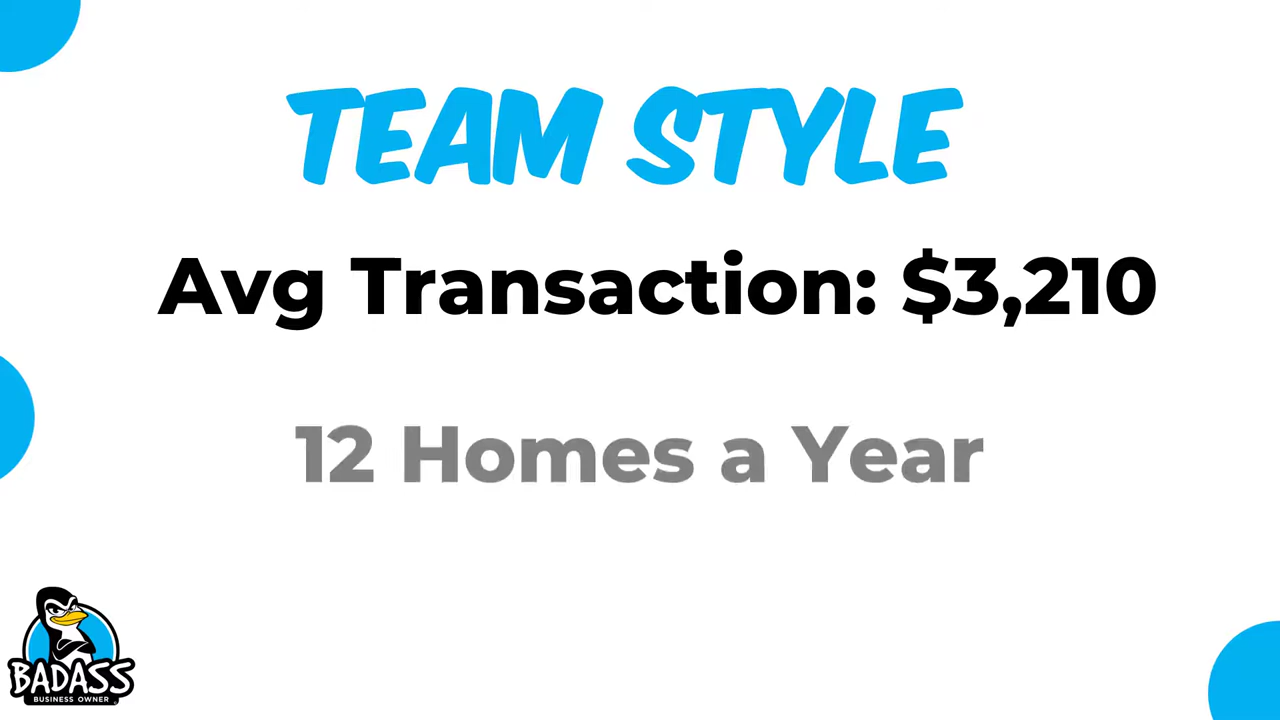 TEAM STYLE
Avg Transaction: $3,210
12 Homes a Year
BADASS
BUSINESS OWNER